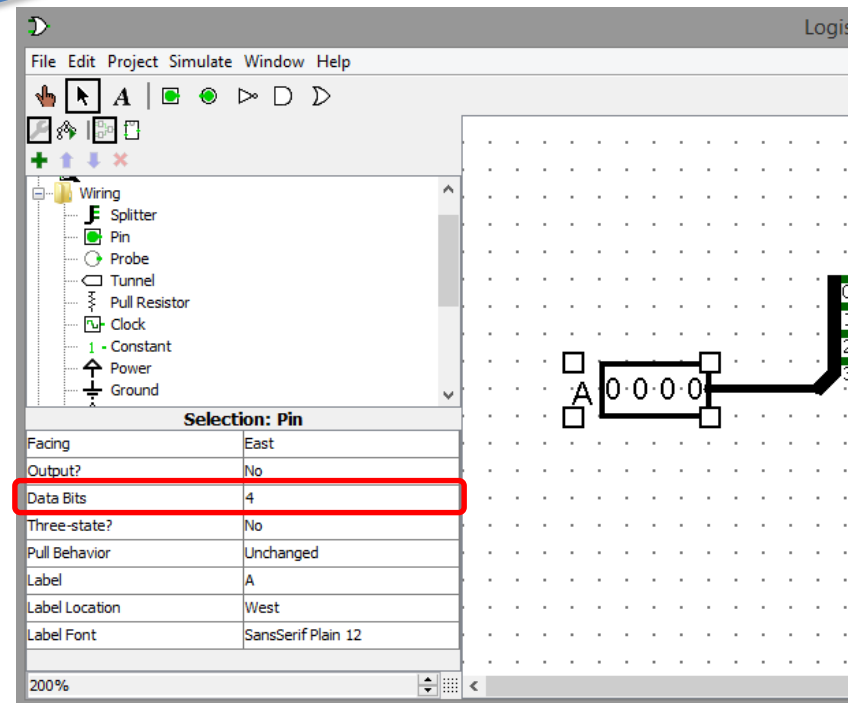 Logis
File Edit Project Simulate Window Help
A
Wiring
Splitter
Pin
Probe
Tunnel
Pull Resistor
Clock
1 - Constant
Power
Ground
Selection: Pin
Facing East
Output? No
Data Bits 4
Three-state? No
Pull Behavior Unchanged
Label A
Label Location West
Label Font SansSerif Plain 12
200%
A 0 0 0 0
0
1
2
3